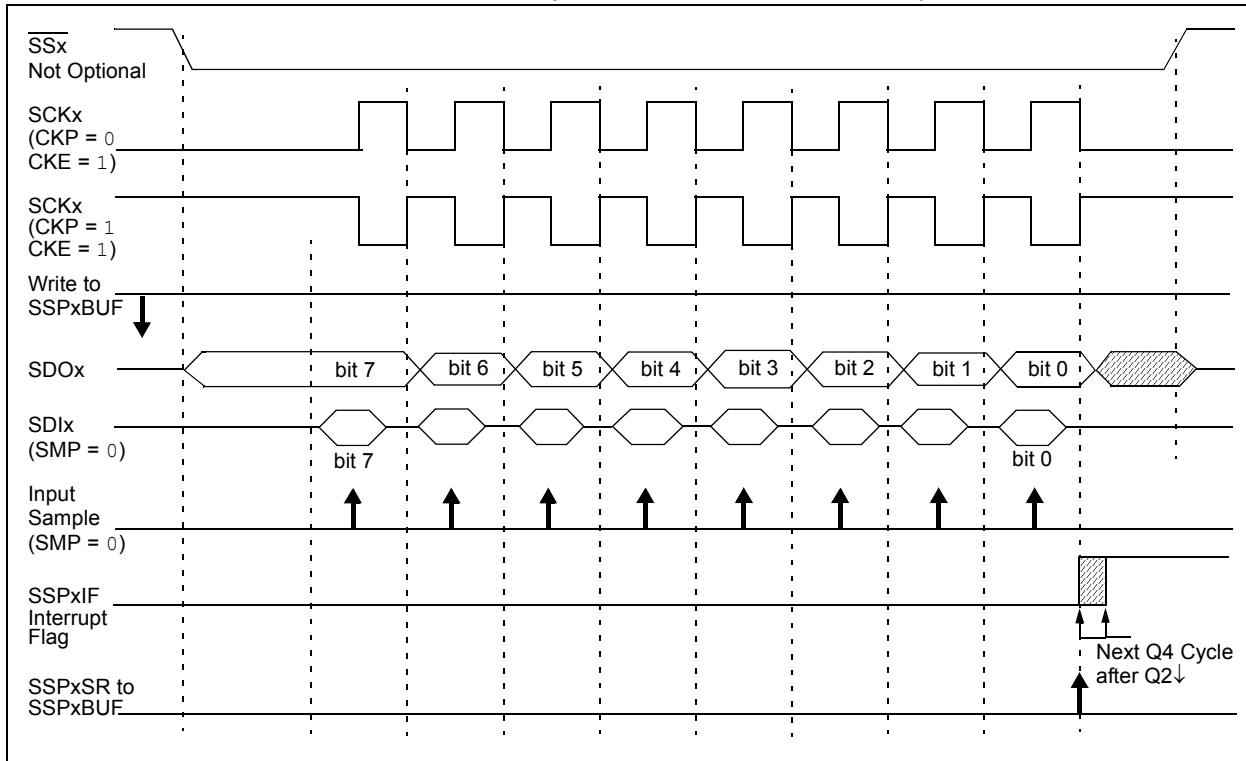 SSx
Not Optional
SCKx
(CKP = 0
CKE = 1)
SCKx
(CKP = 1
CKE = 1)
Write to
SSPxBUF
SDOx
bit 7
bit 6
bit 5
bit 4
bit 3
bit 2
bit 1
bit 0
SDIx
(SMP = 0)
bit 7
bit 0
Input
Sample
(SMP = 0)
SSPxIF
Interrupt
Flag
Next Q4 Cycle
after Q2↓
SSPxSR to
SSPxBUF